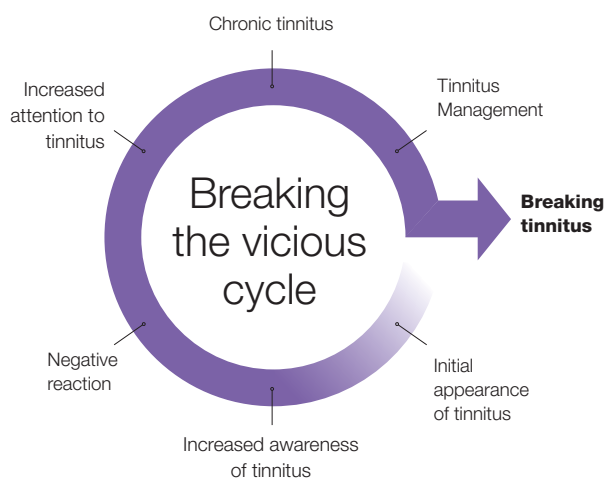 Chronic tinnitus
Increased
attention to
tinnitus
Tinnitus
Management
Breaking
the vicious
cycle
Breaking
tinnitus
Negative
reaction
Initial
appearance
of tinnitus
Increased awareness
of tinnitus